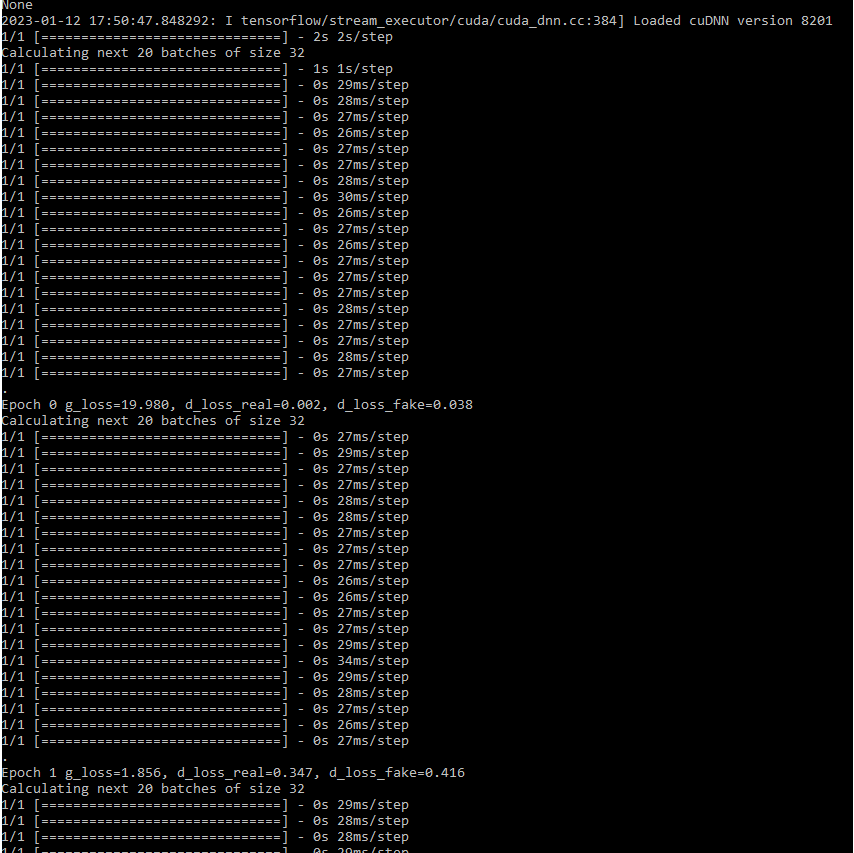 None
2023-01-12 17:50:47.848292: I tensorflow/stream_executor/cuda/cuda_dnn.cc:384] Loaded cuDNN version 8201
1/1 [==============================] - 2s 2s/step
Calculating next 20 batches of size 32
1/1 [==============================] - 1s 1s/step
1/1 [==============================] - 0s 29ms/step
1/1 [==============================] - 0s 28ms/step
1/1 [==============================] - 0s 27ms/step
1/1 [==============================] - 0s 26ms/step
1/1 [==============================] - 0s 27ms/step
1/1 [==============================] - 0s 27ms/step
1/1 [==============================] - 0s 28ms/step
1/1 [==============================] - 0s 30ms/step
1/1 [==============================] - 0s 26ms/step
1/1 [==============================] - 0s 27ms/step
1/1 [==============================] - 0s 26ms/step
1/1 [==============================] - 0s 27ms/step
1/1 [==============================] - 0s 27ms/step
1/1 [==============================] - 0s 27ms/step
1/1 [==============================] - 0s 28ms/step
1/1 [==============================] - 0s 27ms/step
1/1 [==============================] - 0s 27ms/step
1/1 [==============================] - 0s 28ms/step
1/1 [==============================] - 0s 27ms/step
.
Epoch 0 g_loss=19.980, d_loss_real=0.002, d_loss_fake=0.038
Calculating next 20 batches of size 32
1/1 [==============================] - 0s 27ms/step
1/1 [==============================] - 0s 29ms/step
1/1 [==============================] - 0s 27ms/step
1/1 [==============================] - 0s 27ms/step
1/1 [==============================] - 0s 28ms/step
1/1 [==============================] - 0s 28ms/step
1/1 [==============================] - 0s 27ms/step
1/1 [==============================] - 0s 27ms/step
1/1 [==============================] - 0s 27ms/step
1/1 [==============================] - 0s 26ms/step
1/1 [==============================] - 0s 26ms/step
1/1 [==============================] - 0s 27ms/step
1/1 [==============================] - 0s 27ms/step
1/1 [==============================] - 0s 29ms/step
1/1 [==============================] - 0s 34ms/step
1/1 [==============================] - 0s 29ms/step
1/1 [==============================] - 0s 28ms/step
1/1 [==============================] - 0s 27ms/step
1/1 [==============================] - 0s 26ms/step
1/1 [==============================] - 0s 27ms/step
.
Epoch 1 g_loss=1.856, d_loss_real=0.347, d_loss_fake=0.416
Calculating next 20 batches of size 32
1/1 [==============================] - 0s 29ms/step
1/1 [==============================] - 0s 28ms/step
1/1 [==============================] - 0s 28ms/step